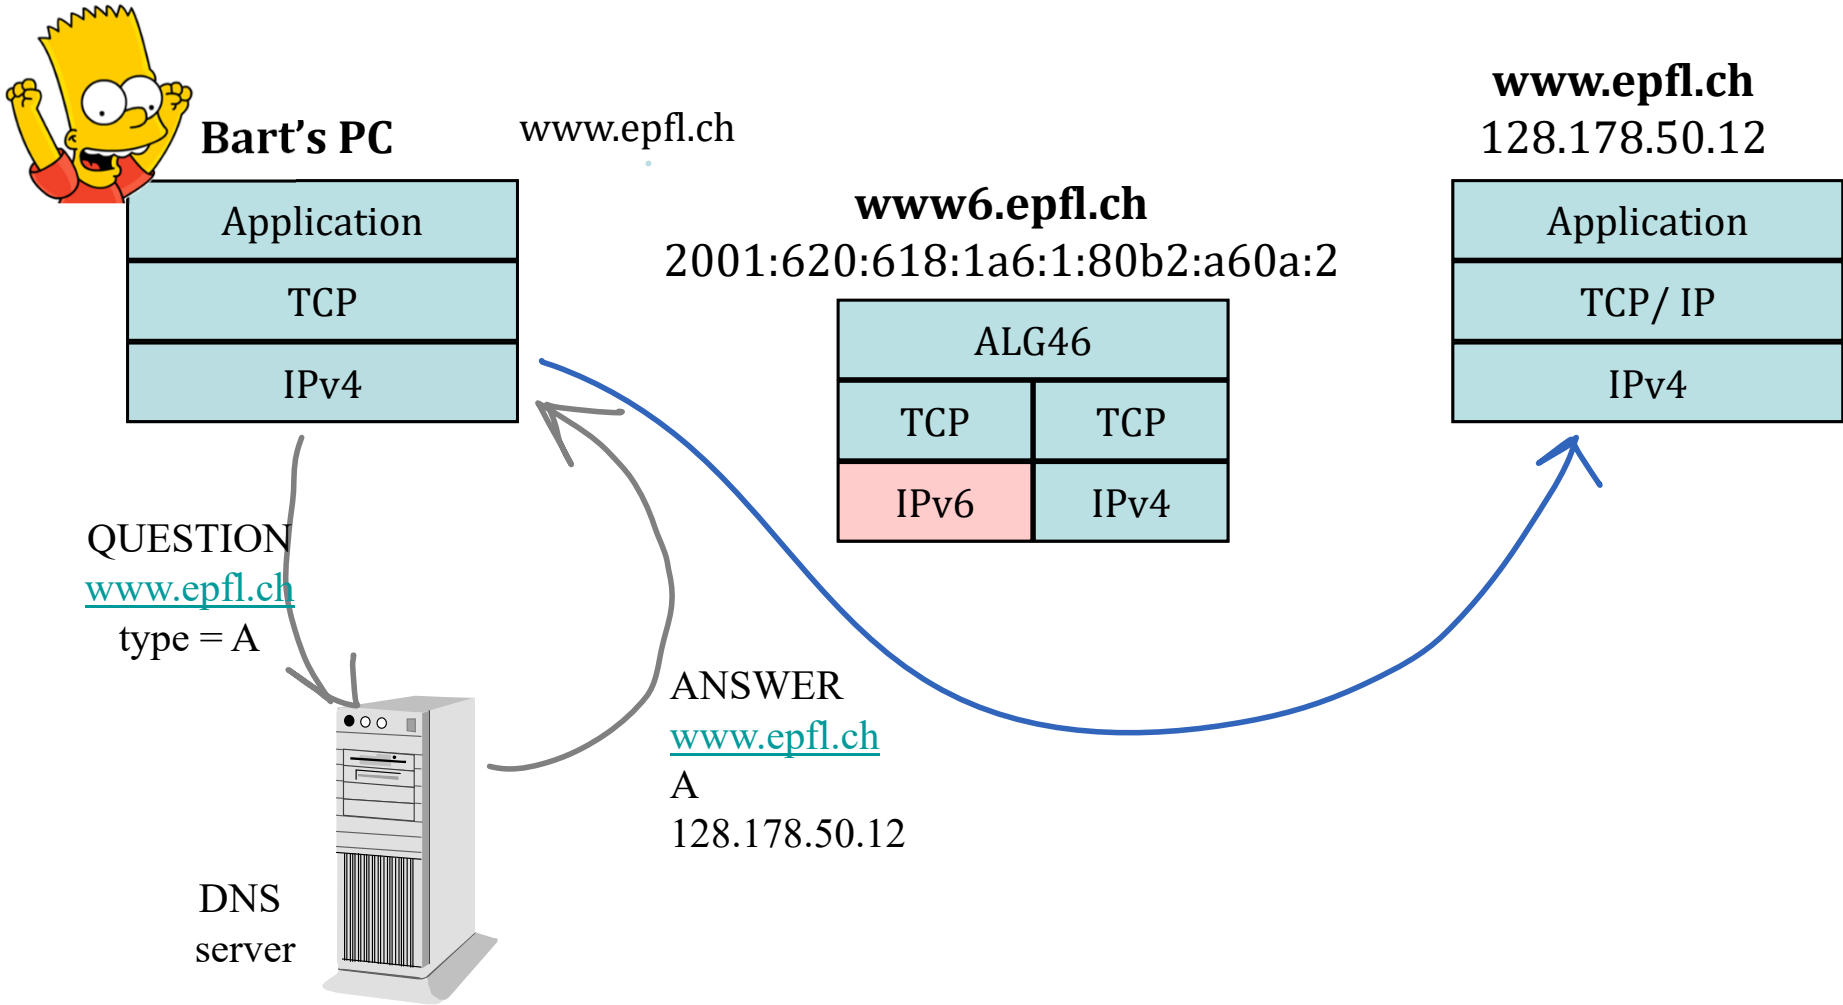 Bart's PC
www.epfl.ch
Application
TCP
IPv4
www6.epfl.ch
2001:620:618:1a6:1:80b2:a60a:2
ALG46
TCP TCP
IPv6 IPv4
www.epfl.ch
128.178.50.12
Application
TCP/ IP
IPv4
QUESTION
www.epfl.ch
type = A
ANSWER
www.epfl.ch
A
128.178.50.12
DNS
server